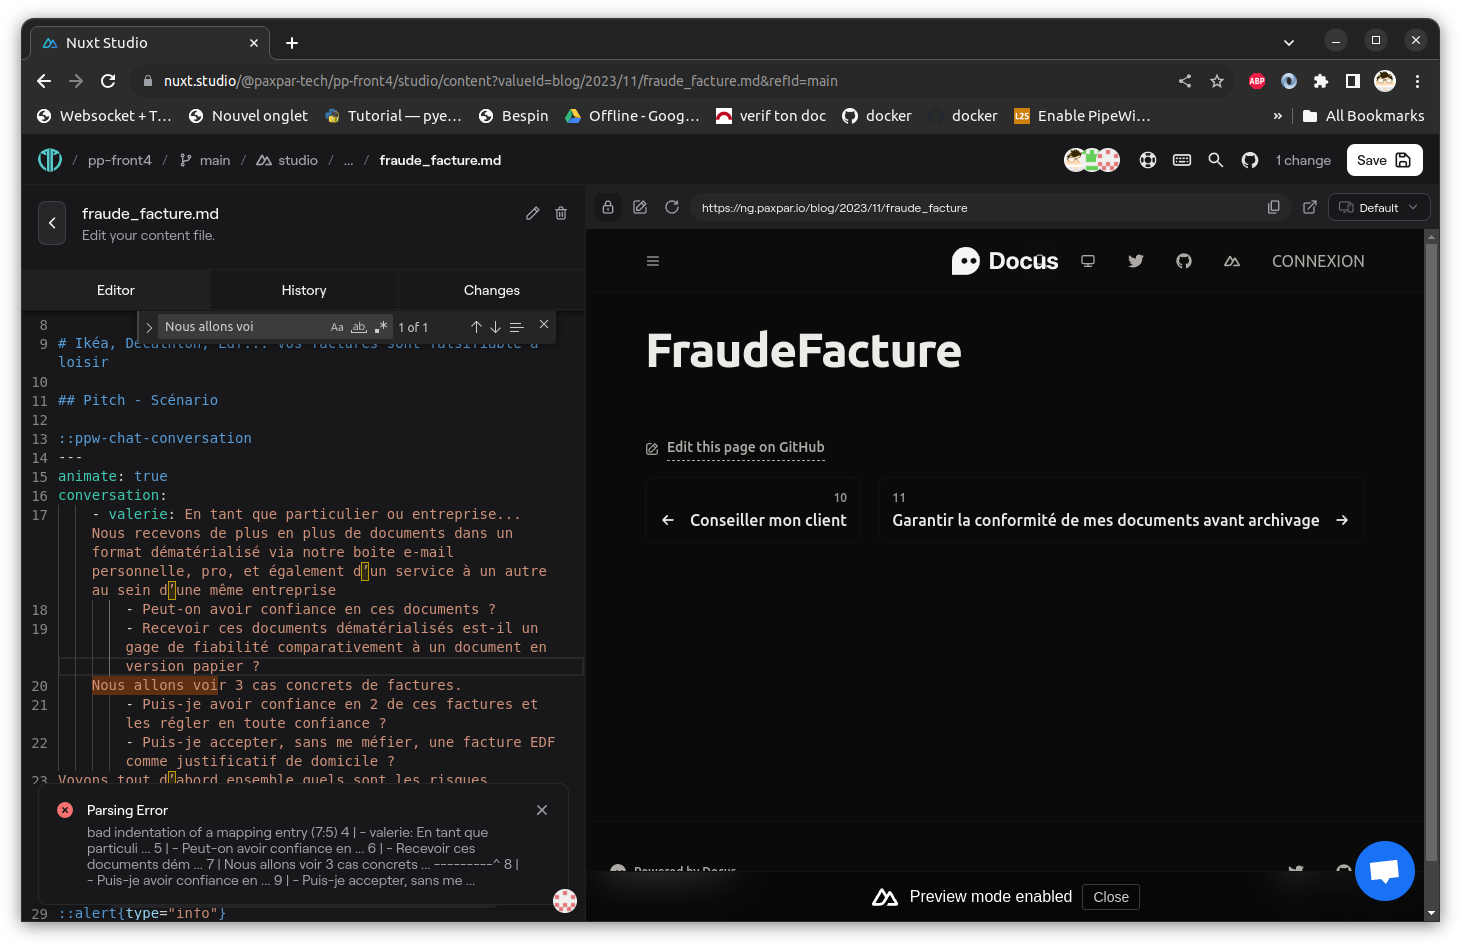 Nuxt Studio
nuxt.studio/@paxpar-tech/pp-front4/studio/content?valueId=blog/2023/11/fraude_facture.md&refId=main
ABP
Websocket + T…
Nouvel onglet
Tutorial — pye…
Bespin
Offline - Goog…
verif ton doc
docker
docker
L2S
Enable PipeWi…
»
All Bookmarks
/ pp-front4 / main / studio / ... / fraude_facture.md
1 change
Save
fraude_facture.md
Edit your content file.
Editor
History
Changes
Nous allons voi
Aa
ab
1 of 1
8
9 # Ikéa, Décathlon, Edf... vos factures sont falsifiable à
loisir
10
11 ## Pitch - Scénario
12
13 ::ppw-chat-conversation
14 ---
15 animate: true
16 conversation:
17 - valerie: En tant que particulier ou entreprise...
Nous recevons de plus en plus de documents dans un
format dématérialisé via notre boite e-mail
personnelle, pro, et également d’un service à un autre
au sein d’une même entreprise
18 - Peut-on avoir confiance en ces documents ?
19 - Recevoir ces documents dématérialisés est-il un
gage de fiabilité comparativement à un document en
version papier ?
20 Nous allons voir 3 cas concrets de factures.
21 - Puis-je avoir confiance en 2 de ces factures et
les régler en toute confiance ?
22 - Puis-je accepter, sans me méfier, une facture EDF
comme justificatif de domicile ?
23 Voyons tout d’abord ensemble quels sont les risques
Parsing Error
bad indentation of a mapping entry (7:5) 4 | - valerie: En tant que
particuli ... 5 | - Peut-on avoir confiance en ... 6 | - Recevoir ces
documents dém ... 7 | Nous allons voir 3 cas concrets ... ---------^ 8 |
- Puis-je avoir confiance en ... 9 | - Puis-je accepter, sans me ...
29 ::alert{type="info"}
https://ng.paxpar.io/blog/2023/11/fraude_facture
Default
Docus
CONNEXION
FraudeFacture
Edit this page on GitHub
10
Conseiller mon client
11
Garantir la conformité de mes documents avant archivage
Powered by Docus
Preview mode enabled
Close